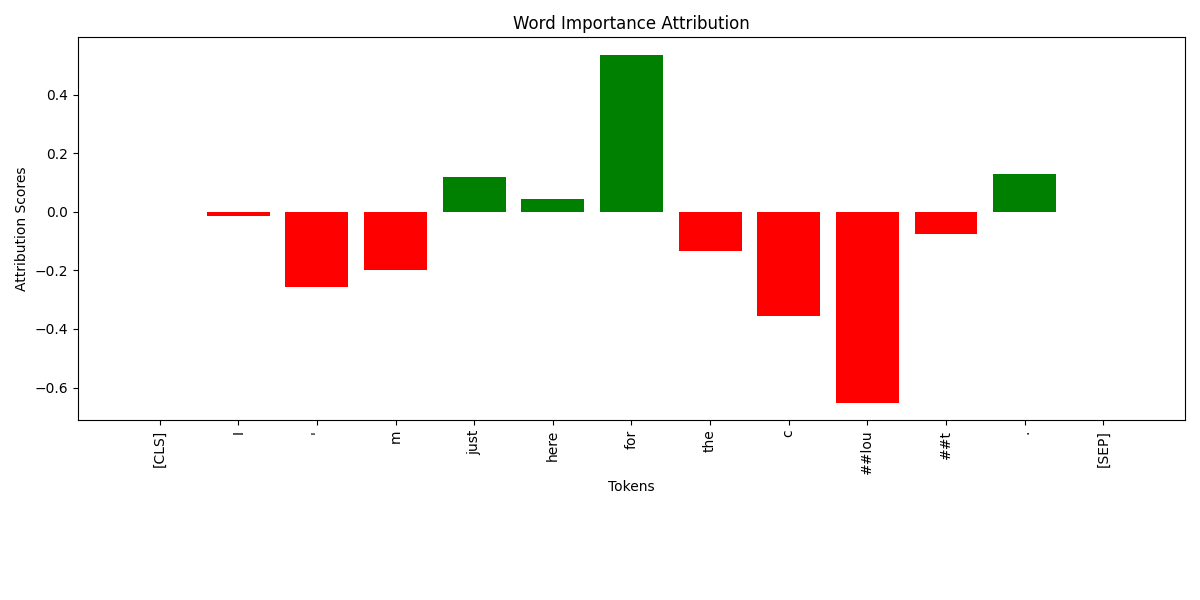 Word Importance Attribution
Attribution Scores
0.4
0.2
0.0
−0.2
−0.4
−0.6
[CLS]
I
'
m
just
here
for
the
c
##lou
##t
.
[SEP]
Tokens